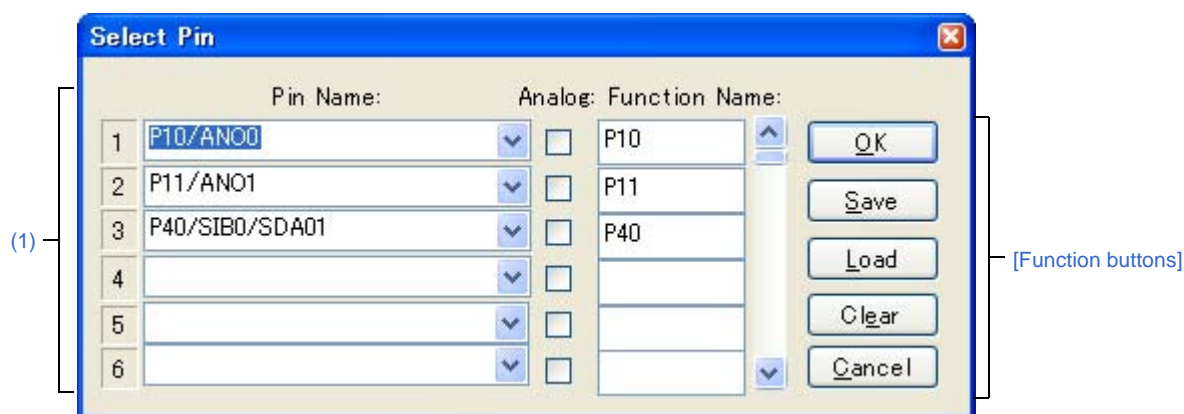 Select Pin
Pin Name: Analog: Function Name:
1 P10/ANO0 P10 OK
2 P11/ANO1 P11 Save
3 P40/SIB0/SDA01 P40 Load
4
5 Clear
6 Cancel
(1)
[Function buttons]